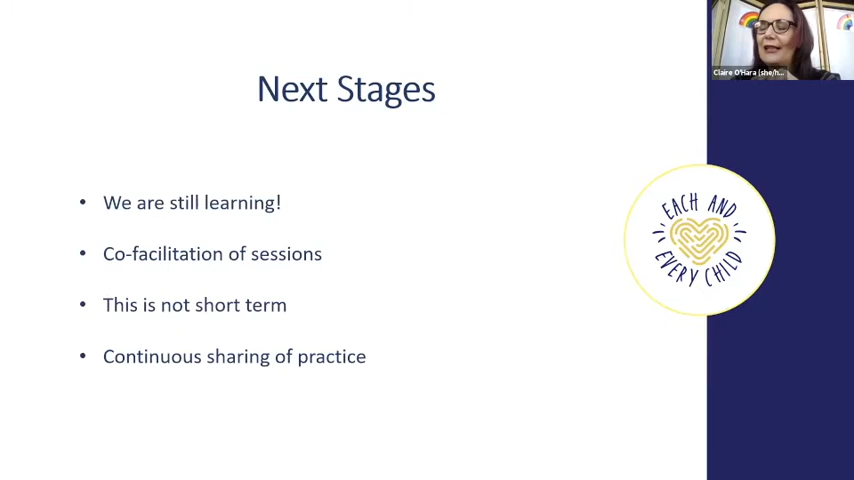 Next Stages
• We are still learning!
• Co-facilitation of sessions
• This is not short term
• Continuous sharing of practice
EACH AND
EVERY CHILD
Claire O'Hara (she/h...